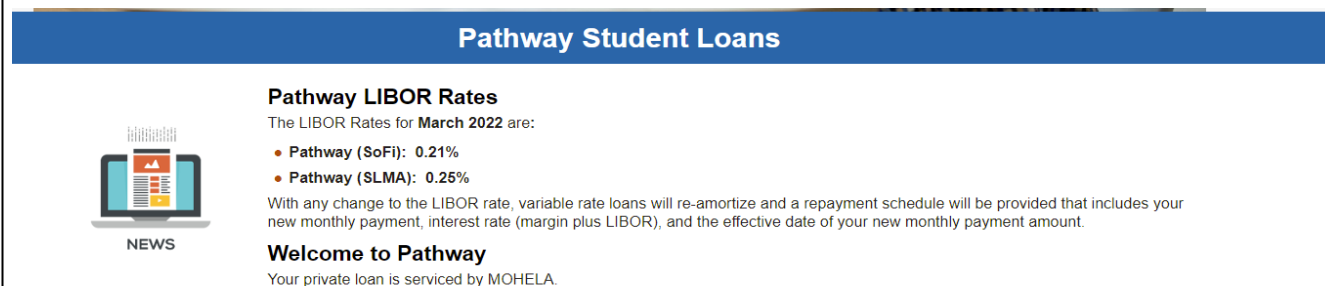 Pathway Student Loans
Pathway LIBOR Rates
The LIBOR Rates for March 2022 are:
• Pathway (SoFi): 0.21%
• Pathway (SLMA): 0.25%
With any change to the LIBOR rate, variable rate loans will re-amortize and a repayment schedule will be provided that includes your
new monthly payment, interest rate (margin plus LIBOR), and the effective date of your new monthly payment amount.
NEWS
Welcome to Pathway
Your private loan is serviced by MOHELA.